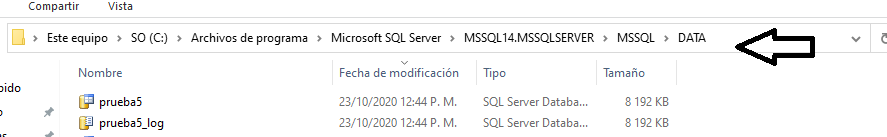 Compartir Vista
Este equipo > SO (C:) > Archivos de programa > Microsoft SQL Server > MSSQL14.MSSQLSERVER > MSSQL > DATA
Nombre Fecha de modificación Tipo Tamaño
prueba5 23/10/2020 12:44 P. M. SQL Server Databa... 8 192 KB
prueba5_log 23/10/2020 12:44 P. M. SQL Server Databa... 8 192 KB